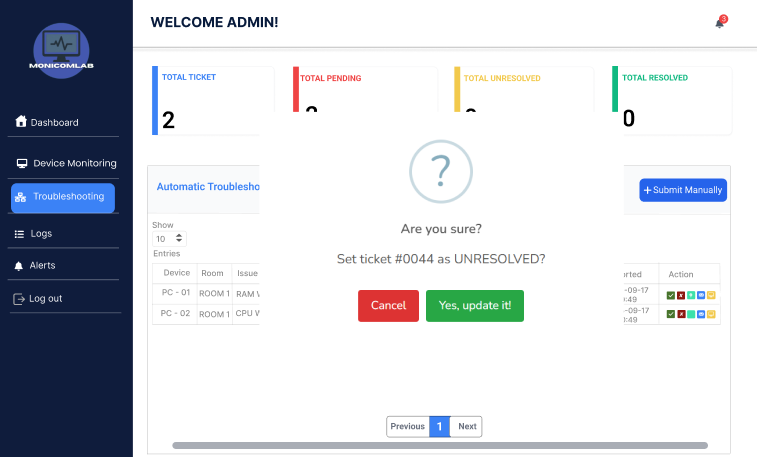 MONICOMLAB
WELCOME ADMIN!
3
Dashboard
Device Monitoring
Troubleshooting
Logs
Alerts
Log out
TOTAL TICKET
2
TOTAL PENDING
TOTAL UNRESOLVED
TOTAL RESOLVED
0
Automatic Troublesho
+ Submit Manually
?
Are you sure?
Set ticket #0044 as UNRESOLVED?
Cancel
Yes, update it!
Show
10
Entries
Device Room Issue orted Action
PC - 01 ROOM 1 RAM -09-17 :49
PC - 02 ROOM 1 CPU -09-17 :49
Previous 1 Next